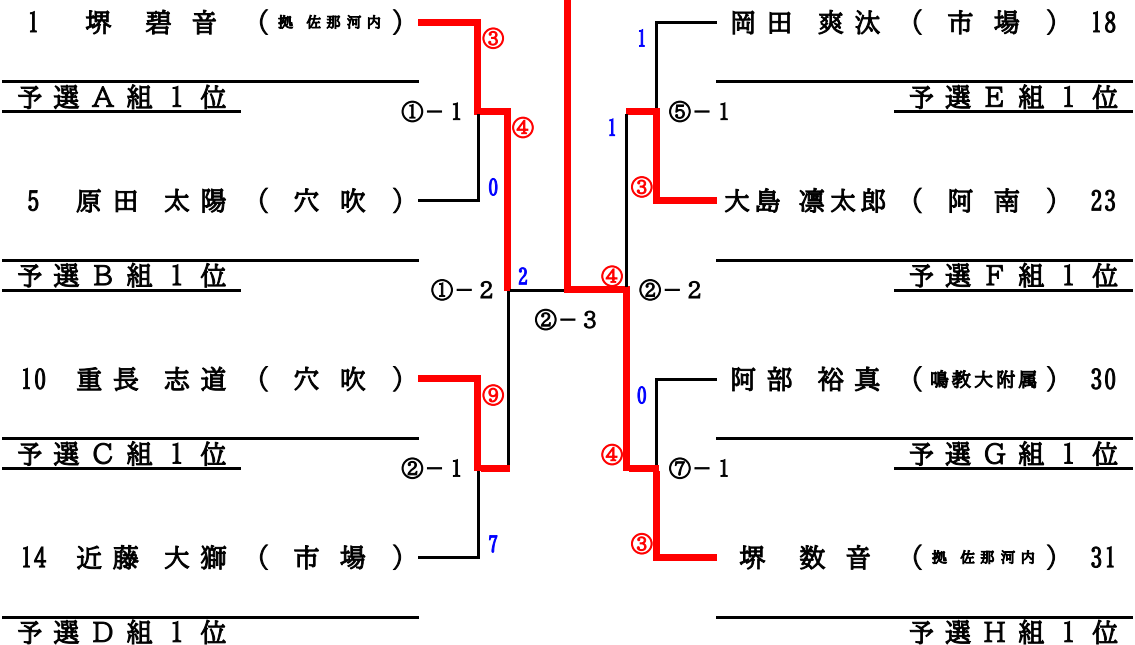 1 堺 碧音 (拠 佐那河内)
③
予選A組1位
①－1
④
5 原田 太陽 (穴吹)
0
予選B組1位
①－2
2
②－3
10 重長 志道 (穴吹)
⑨
予選C組1位
②－1
14 近藤 大獅 (市場)
7
予選D組1位
1
岡田 爽汰 (市場) 18
予選E組1位
1
⑤－1
③
大島 凛太郎 (阿南) 23
予選F組1位
④
②－2
0
阿部 裕真 (鳴教大附属) 30
予選G組1位
④
⑦－1
③
堺 数音 (拠 佐那河内) 31
予選H組1位